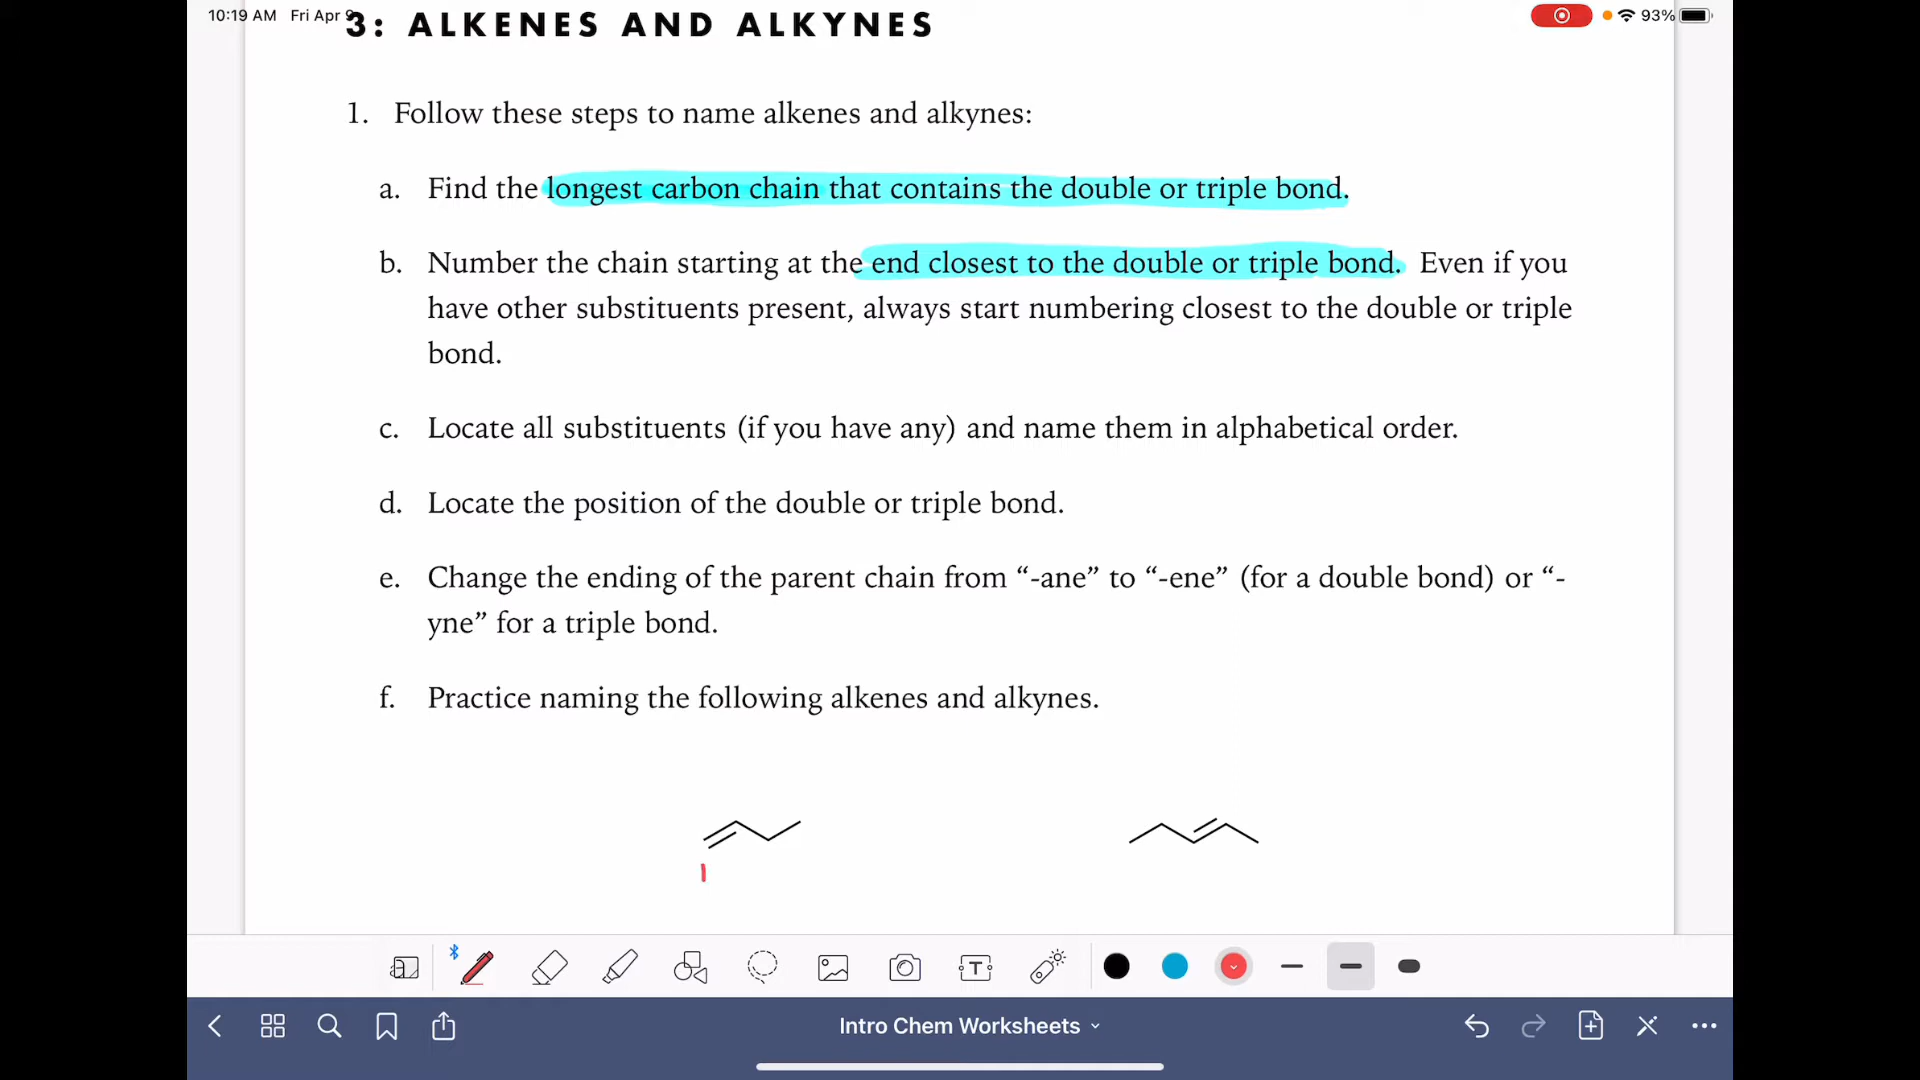 10:19 AM Fri Apr 9
93%
3: ALKENES AND ALKYNES
1. Follow these steps to name alkenes and alkynes:
a. Find the longest carbon chain that contains the double or triple bond.
b. Number the chain starting at the end closest to the double or triple bond. Even if you
have other substituents present, always start numbering closest to the double or triple
bond.
c. Locate all substituents (if you have any) and name them in alphabetical order.
d. Locate the position of the double or triple bond.
e. Change the ending of the parent chain from “-ane” to “-ene” (for a double bond) or “-
yne” for a triple bond.
f. Practice naming the following alkenes and alkynes.
1
Intro Chem Worksheets